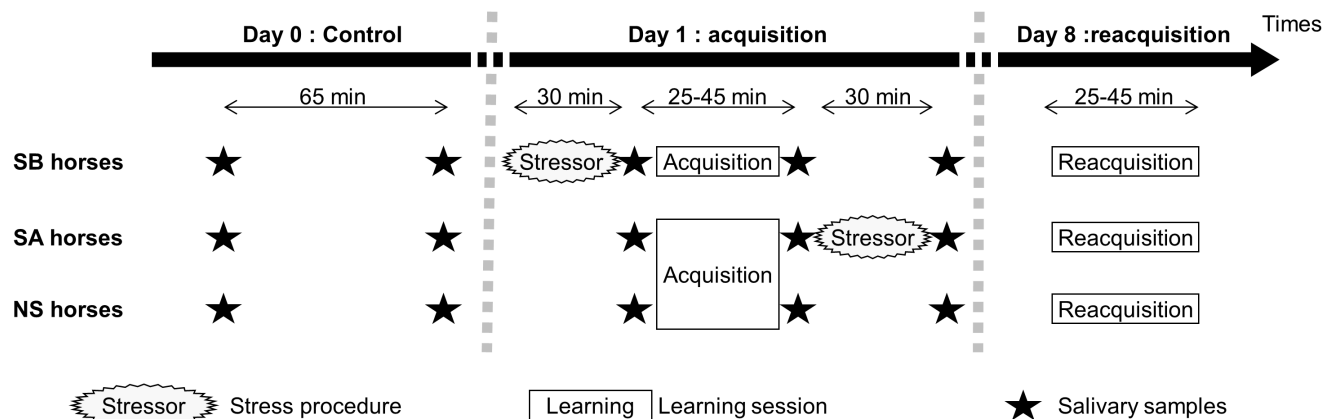 Times
Day 0 : Control Day 1 : acquisition Day 8 :reacquisition
65 min 30 min 25-45 min 30 min 25-45 min
SB horses Stressor Acquisition Reacquisition
SA horses Stressor Reacquisition
Acquisition
NS horses Reacquisition
Stressor Stress procedure Learning Learning session Salivary samples